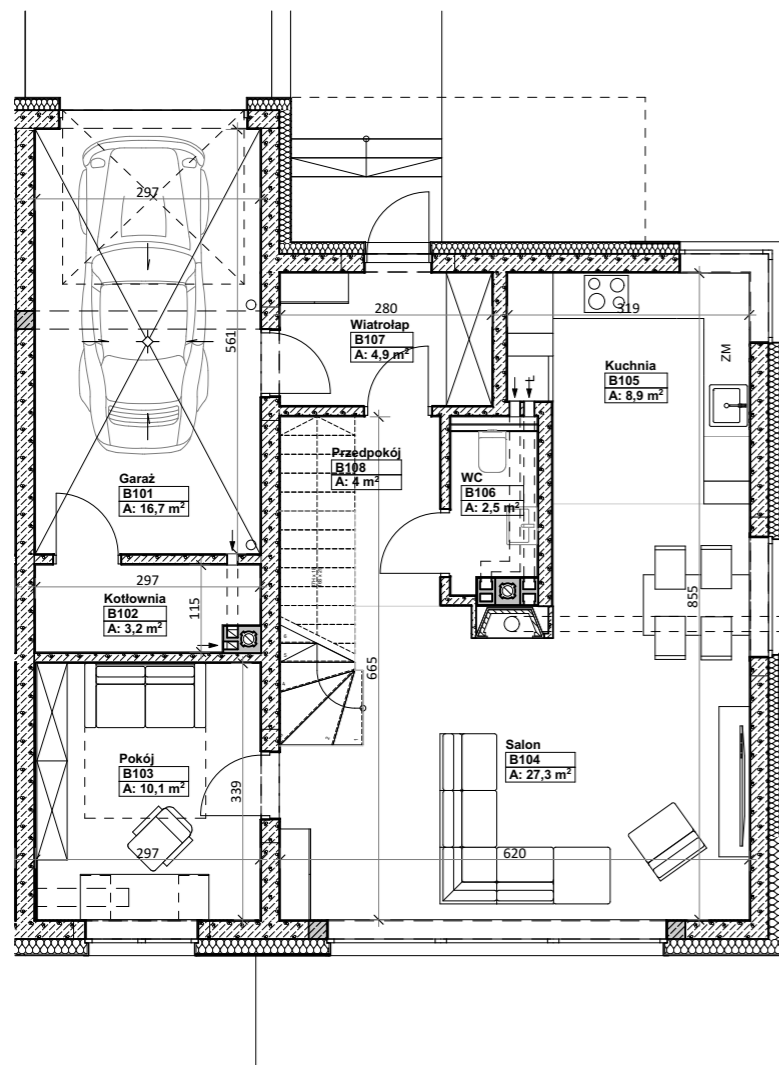 297
561
280
Wiatrołap
B107
A: 4,9 m²
319
Kuchnia
B105
A: 8,9 m²
ZM
Garaż
B101
A: 16,7 m²
Przedpokój
B108
A: 4 m²
WC
B106
A: 2,5 m²
297
Kotłownia
B102
A: 3,2 m²
115
855
665
Pokój
B103
A: 10,1 m²
339
297
Salon
B104
A: 27,3 m²
620